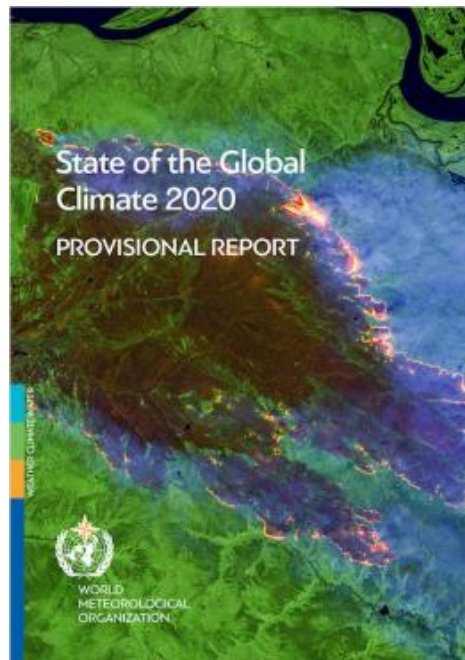 State of the Global
Climate 2020
PROVISIONAL REPORT
WEATHER CLIMATE WATER
WORLD
METEOROLOGICAL
ORGANIZATION